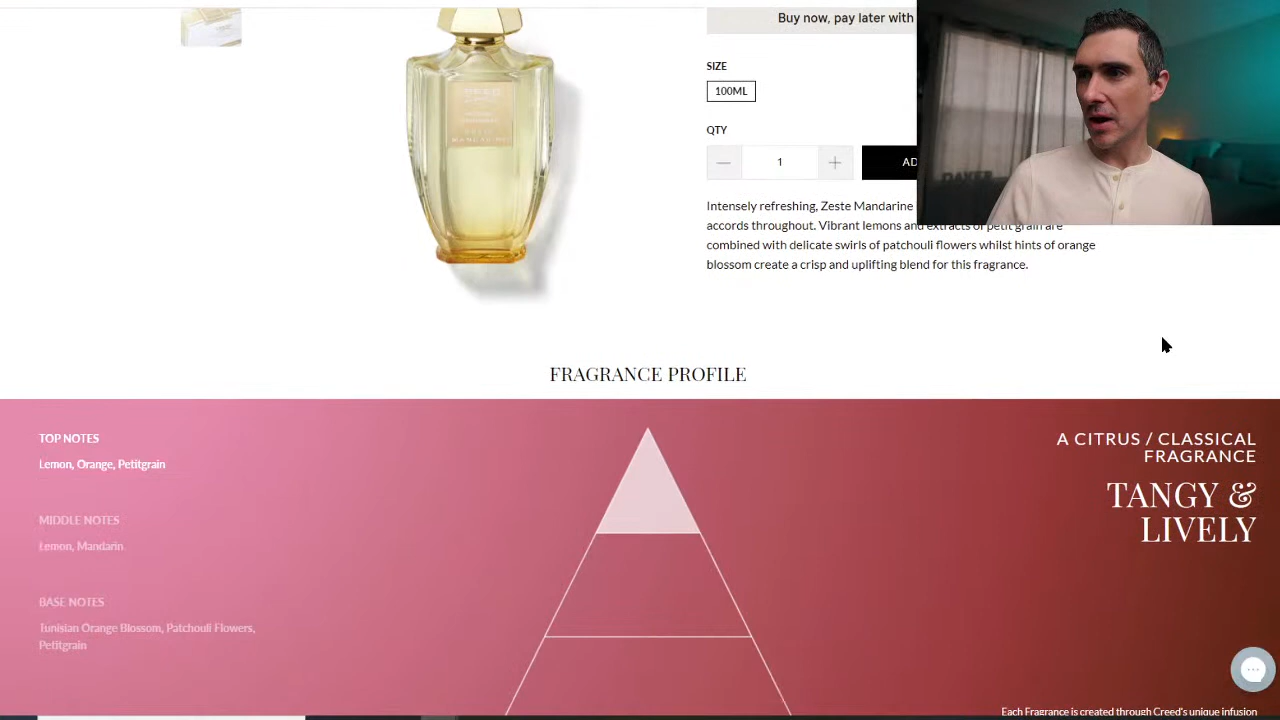 Buy now, pay later with
SIZE
100ML
QTY
1
AD
Intensely refreshing, Zeste Mandarine
accords throughout. Vibrant lemons and extracts of petit grain are
combined with delicate swirls of patchouli flowers whilst hints of orange
blossom create a crisp and uplifting blend for this fragrance.
FRAGRANCE PROFILE
TOP NOTES
Lemon, Orange, Petitgrain
MIDDLE NOTES
Lemon, Mandarin
BASE NOTES
Tunisian Orange Blossom, Patchouli Flowers,
Petitgrain
A CITRUS / CLASSICAL
FRAGRANCE
TANGY &
LIVELY
Each Fragrance is created through Creed's unique infusion